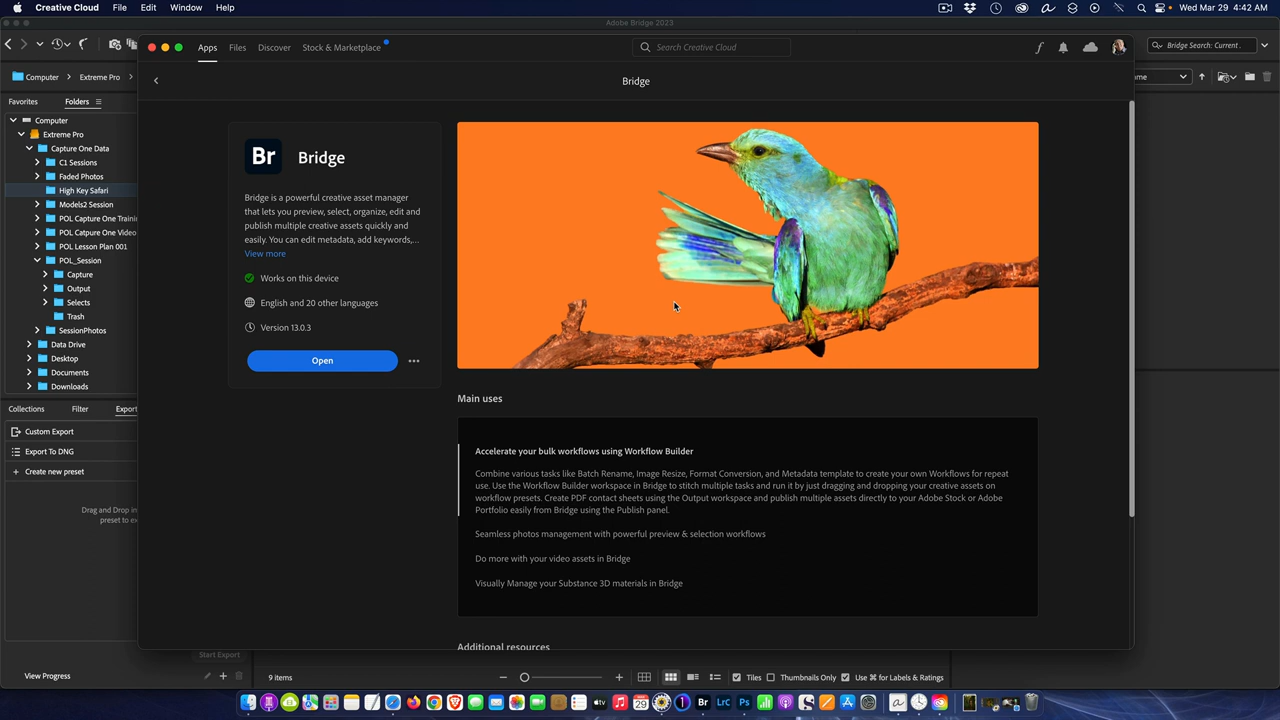 Creative Cloud File Edit Window Help
Wed Mar 29 4:42 AM
Adobe Bridge 2023
Apps Files Discover Stock & Marketplace
Search Creative Cloud
Bridge Search: Current .
Computer Extreme Pro
Bridge
Favorites Folders
Computer
Extreme Pro
Capture One Data
C1 Sessions
Faded Photos
High Key Safari
Models2 Session
POL Capture One Trainin
POL Catpure One Video
POL Lesson Plan 001
POL_Session
Capture
Output
Selects
Trash
SessionPhotos
Data Drive
Desktop
Documents
Downloads
Collections Filter Export
Custom Export
Export To DNG
Create new preset
Drag and Drop in
preset to ex
Start Export
View Progress
Br Bridge
Bridge is a powerful creative asset manager
that lets you preview, select, organize, edit and
publish multiple creative assets quickly and
easily. You can edit metadata, add keywords,...
View more
Works on this device
English and 20 other languages
Version 13.0.3
Open
Main uses
Accelerate your bulk workflows using Workflow Builder
Combine various tasks like Batch Rename, Image Resize, Format Conversion, and Metadata template to create your own Workflows for repeat
use. Use the Workflow Builder workspace in Bridge to stitch multiple tasks and run it by just dragging and dropping your creative assets on
workflow presets. Create PDF contact sheets using the Output workspace and publish multiple assets directly to your Adobe Stock or Adobe
Portfolio easily from Bridge using the Publish panel.
Seamless photos management with powerful preview & selection workflows
Do more with your video assets in Bridge
Visually Manage your Substance 3D materials in Bridge
Additional resources
9 items
Tiles Thumbnails Only Use ⌘ for Labels & Ratings
Br LrC Ps